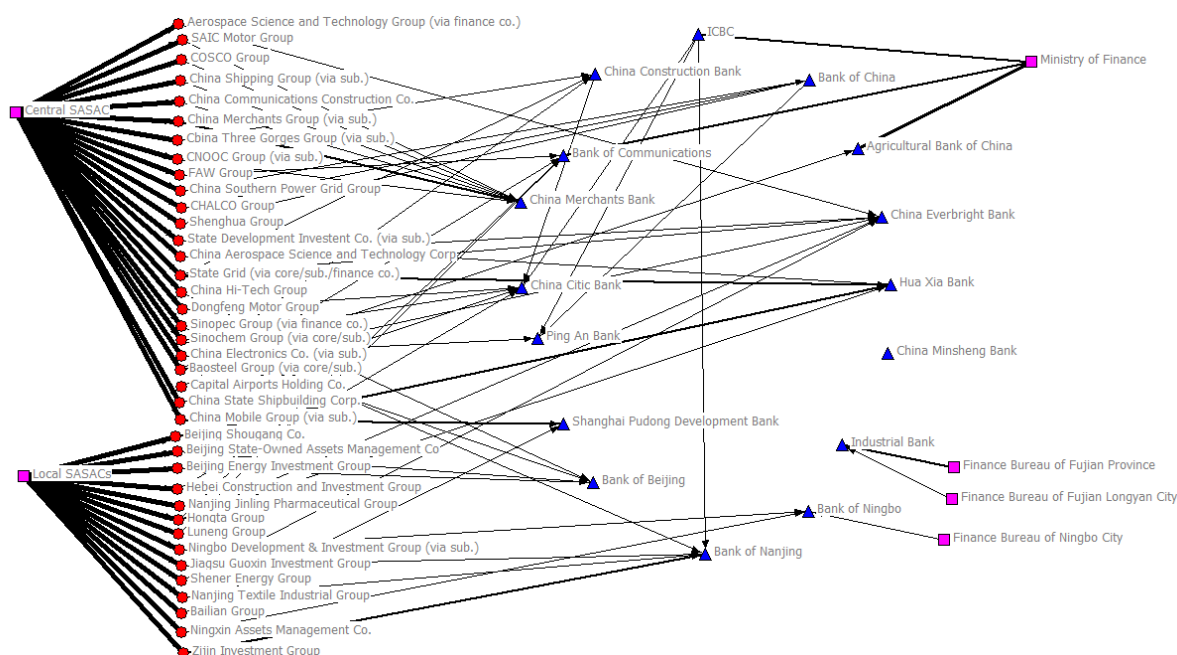 Aerospace Science and Technology Group (via finance co.)
SAIC Motor Group
COSCO Group
China Shipping Group (via sub.)
China Communications Construction Co.
China Merchants Group (via sub.)
China Three Gorges Group (via sub.)
CNOOC Group (via sub.)
FAW Group
China Southern Power Grid Group
CHALCO Group
Shenghua Group
State Development Investent Co. (via sub.)
China Aerospace Science and Technology Corp.
State Grid (via core/sub./finance co.)
China Hi-Tech Group
Dongfeng Motor Group
Sinopec Group (via finance co.)
Sinochem Group (via core/sub.)
China Electronics Co. (via sub.)
Baosteel Group (via core/sub.)
Capital Airports Holding Co.
China State Shipbuilding Corp.
China Mobile Group (via sub.)
Beijing Shougang Co.
Beijing State-Owned Assets Management Co
Beijing Energy Investment Group
Hebei Construction and Investment Group
Nanjing Jinling Pharmaceutical Group
Hongta Group
Luneng Group
Ningbo Development & Investment Group (via sub.)
Jiagsu Guoxin Investment Group
Shener Energy Group
Nanjing Textile Industrial Group
Bailian Group
Ningxin Assets Management Co.
Zijin Investment Group
Central SASAC
Local SASACs
ICBC
China Construction Bank
Bank of China
Bank of Communications
Agricultural Bank of China
China Merchants Bank
China Everbright Bank
China Citic Bank
Hua Xia Bank
Ping An Bank
China Minsheng Bank
Shanghai Pudong Development Bank
Industrial Bank
Bank of Beijing
Bank of Ningbo
Bank of Nanjing
Ministry of Finance
Finance Bureau of Fujian Province
Finance Bureau of Fujian Longyan City
Finance Bureau of Ningbo City